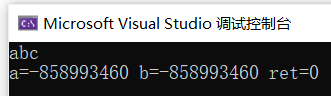 Microsoft Visual Studio 调试控制台
abc
a=-858993460 b=-858993460 ret=0